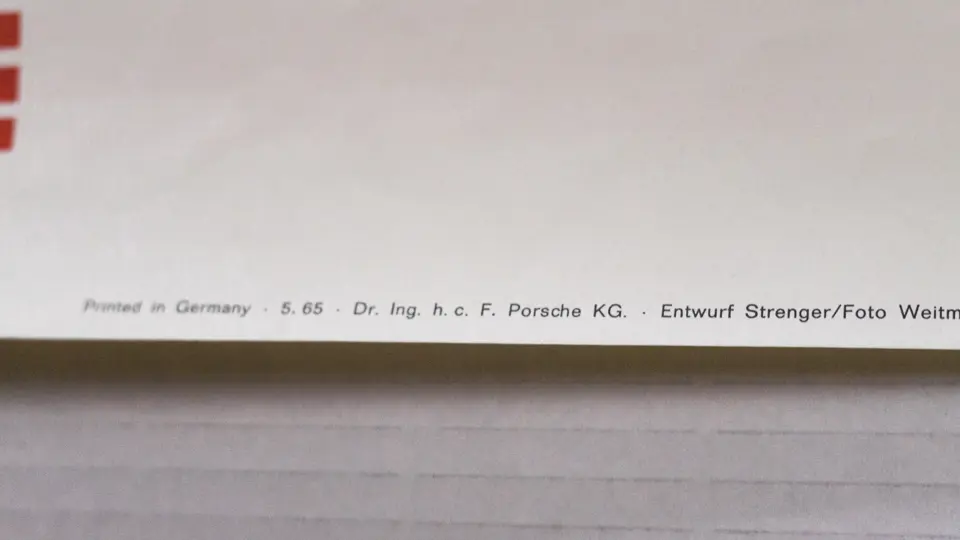 Printed in Germany · 5. 65 · Dr. Ing. h. c. F. Porsche KG. · Entwurf Strenger/Foto Weitm